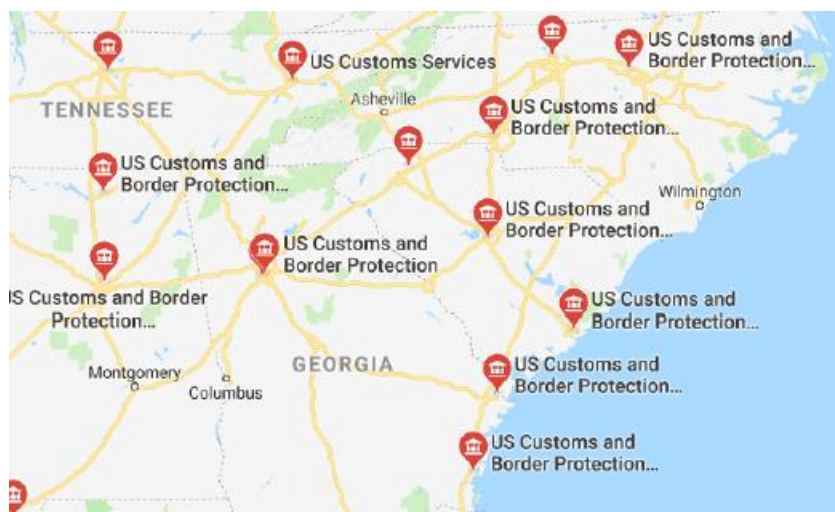 US Customs and
Border Protection...
US Customs Services
TENNESSEE
Asheville
US Customs and
Border Protection...
US Customs and
Border Protection...
Wilmington
US Customs and
Border Protection...
US Customs and
Border Protection
US Customs and Border
Protection...
US Customs and
Border Protection...
GEORGIA
US Customs and
Border Protection...
Montgomery
Columbus
US Customs and
Border Protection...